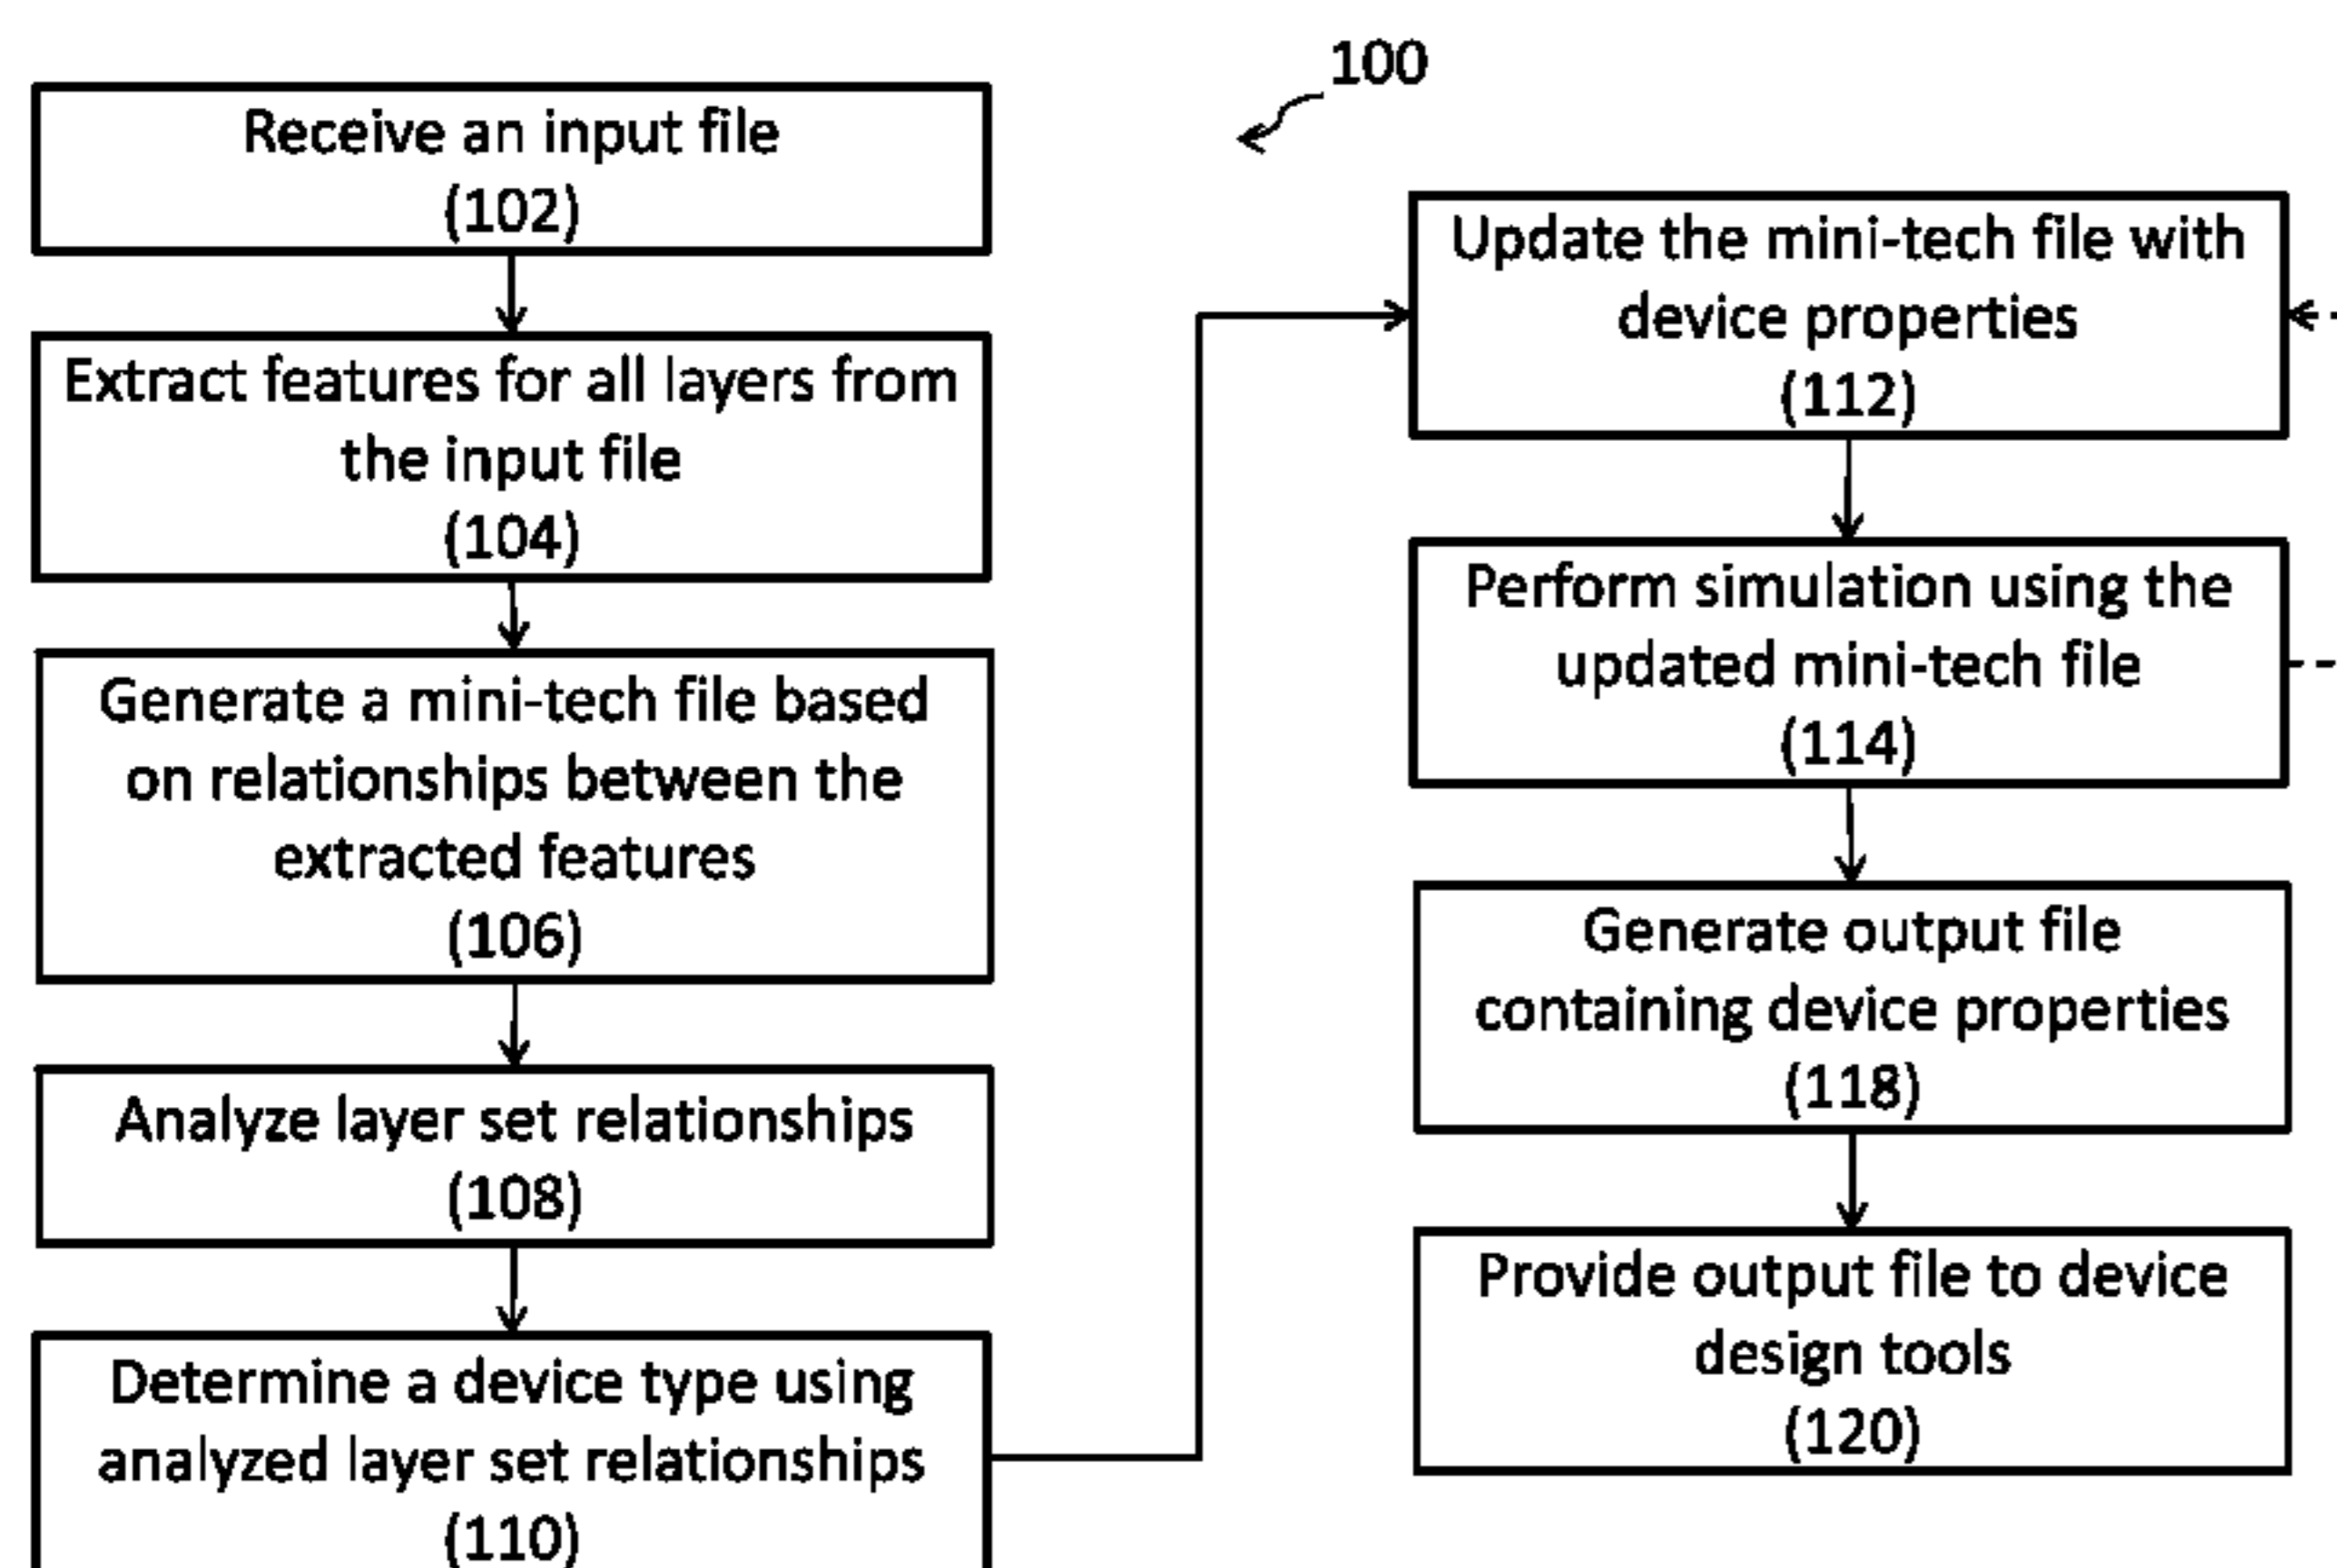 100
Receive an input file
(102)
Extract features for all layers from
the input file
(104)
Generate a mini-tech file based
on relationships between the
extracted features
(106)
Analyze layer set relationships
(108)
Determine a device type using
analyzed layer set relationships
(110)
Update the mini-tech file with
device properties
(112)
Perform simulation using the
updated mini-tech file
(114)
Generate output file
containing device properties
(118)
Provide output file to device
design tools
(120)